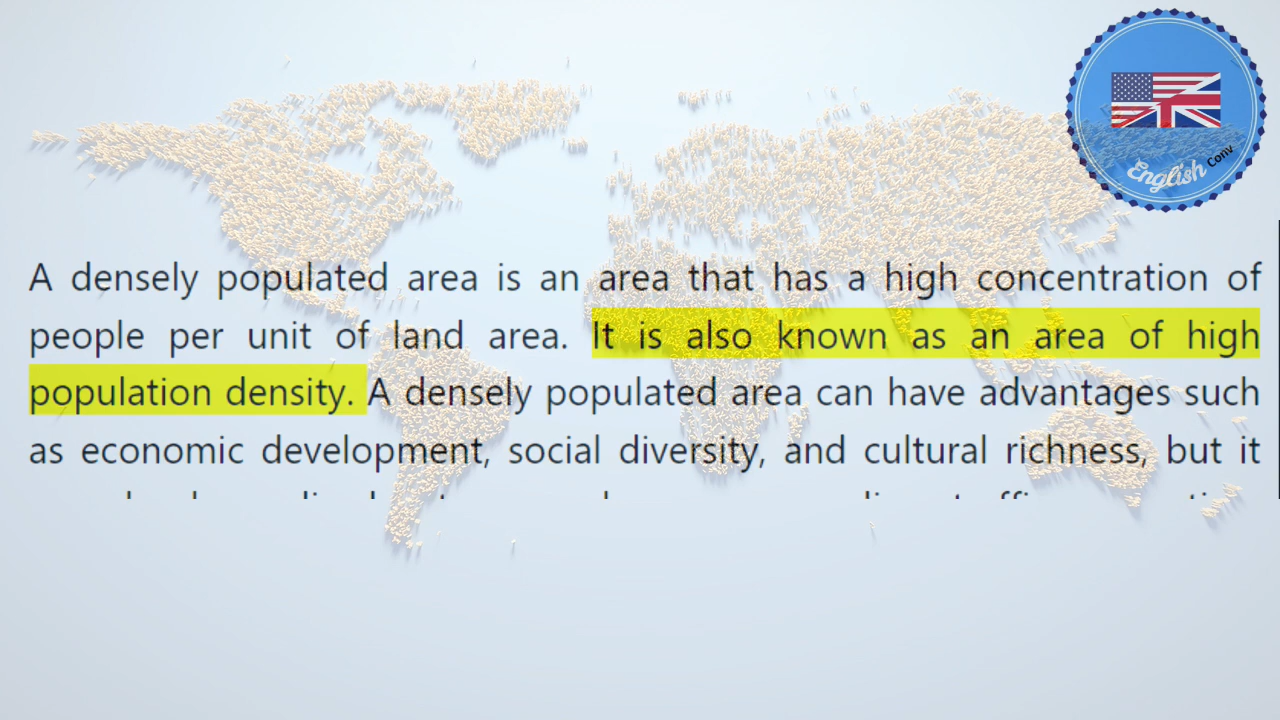 English Conv
A densely populated area is an area that has a high concentration of
people per unit of land area. It is also known as an area of high
population density. A densely populated area can have advantages such
as economic development, social diversity, and cultural richness, but it